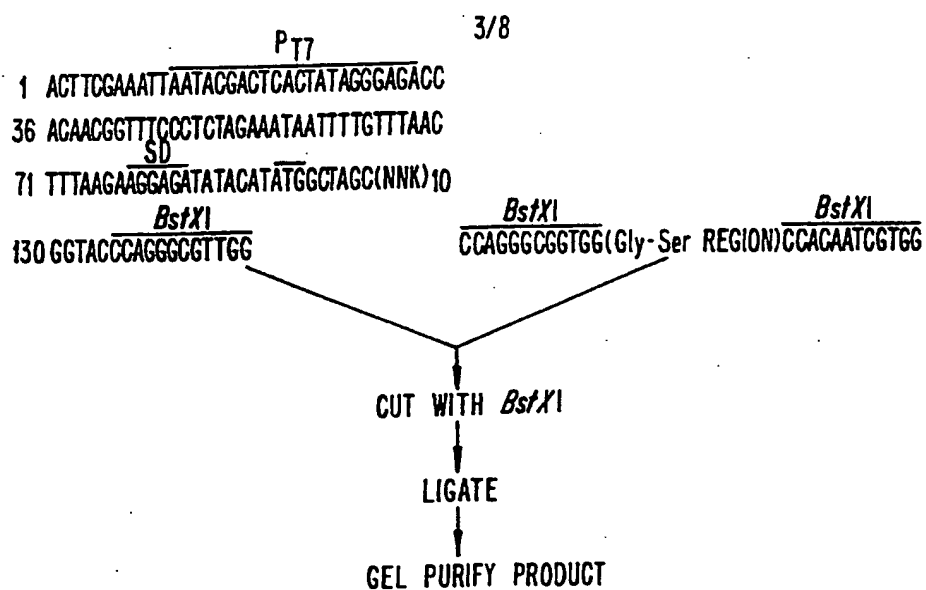 3/8
PT7
1 ACTTCGAAATTAATACGACTCACTATAGGGAGACC
36 ACAACGGTTTCCCTCTAGAAATAATTTTGTTTAAC
SD
71 TTTAAGAAGGAGATATACATATGGCTAGC(NNK)10
BstXI
130 GGTACCCAGGGCGTTGG
BstXI BstXI
CCAGGGCGGTGG(Gly-Ser REGION)CCACAATCGTGG
CUT WITH BstXI
LIGATE
GEL PURIFY PRODUCT